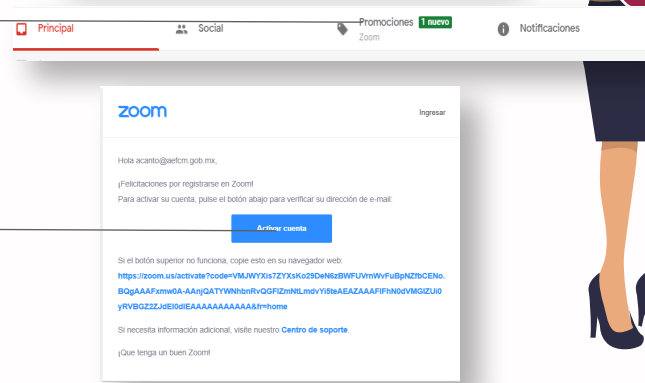 Principal Social Promociones 1 nuevo Notificaciones
Zoom
zoom
Ingresar
Hola acanto@aefcm.gob.mx,
¡Felicitaciones por registrarse en Zoom!
Para activar su cuenta, pulse el botón abajo para verificar su dirección de e-mail:
Activar cuenta
Si el botón superior no funciona, copie esto en su navegador web:
https://zoom.us/activate?code=VMJWYXis7ZYXsKo29DeN6zBWFUVrnWvFuBpNZfbCENo.
BQgAAAFxmw0A-AAnjQATYWNhbnRvQGFlZmNtLmdvYi5teAEAZAAAFlFhN0dVMGlZUi0
yRVBGZ2ZJdEl0dlEAAAAAAAAAAA&fr=home
Si necesita información adicional, visite nuestro Centro de soporte.
¡Que tenga un buen Zoom!